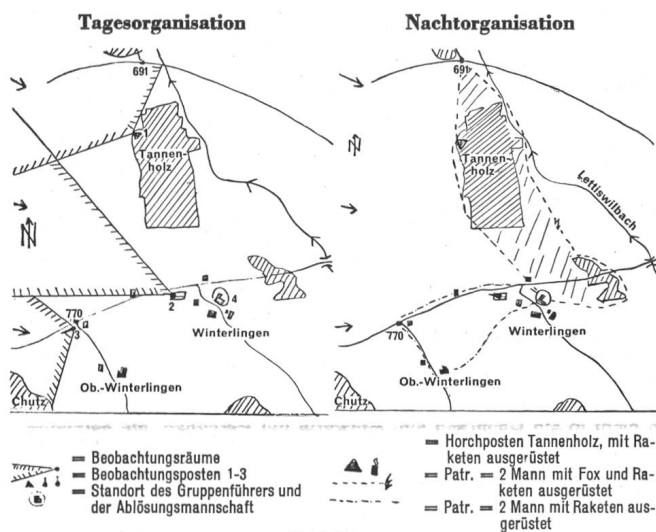 Tagesorganisation
691
1
Tannen-
holz
2
4
Winterlingen
770
3
Ob.-Winterlingen
Chutz
N
Beobachtungsräume
Beobachtungsposten 1-3
Standort des Gruppenführers und
der Ablösungsmannschaft
Nachtorganisation
691
Tannen-
holz
Lettiswilbach
N
Winterlingen
770
Ob.-Winterlingen
Horchposten Tannenholz, mit Ra-
keten ausgerüstet
Patr. = 2 Mann mit Fox und Ra-
keten ausgerüstet
Patr. = 2 Mann mit Raketen aus-
gerüstet